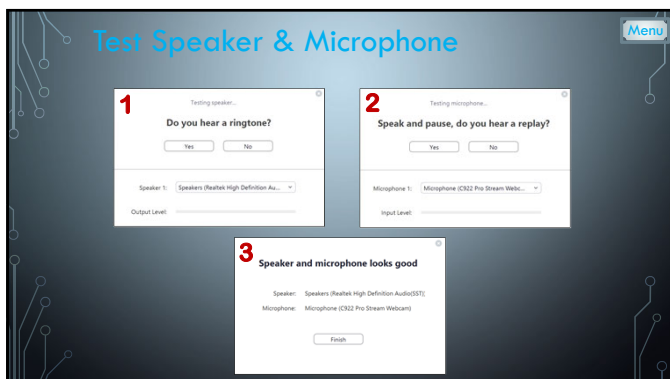 Test Speaker & Microphone
Menu
1
Testing speaker...
Do you hear a ringtone?
Yes No
Speaker 1: Speakers (Realtek High Definition Au...
Output Level:
2
Testing microphone...
Speak and pause, do you hear a replay?
Yes No
Microphone 1: Microphone (C922 Pro Stream Webc...
Input Level:
3
Speaker and microphone looks good
Speaker: Speakers (Realtek High Definition Audio(SST)(
Microphone: Microphone (C922 Pro Stream Webcam)
Finish